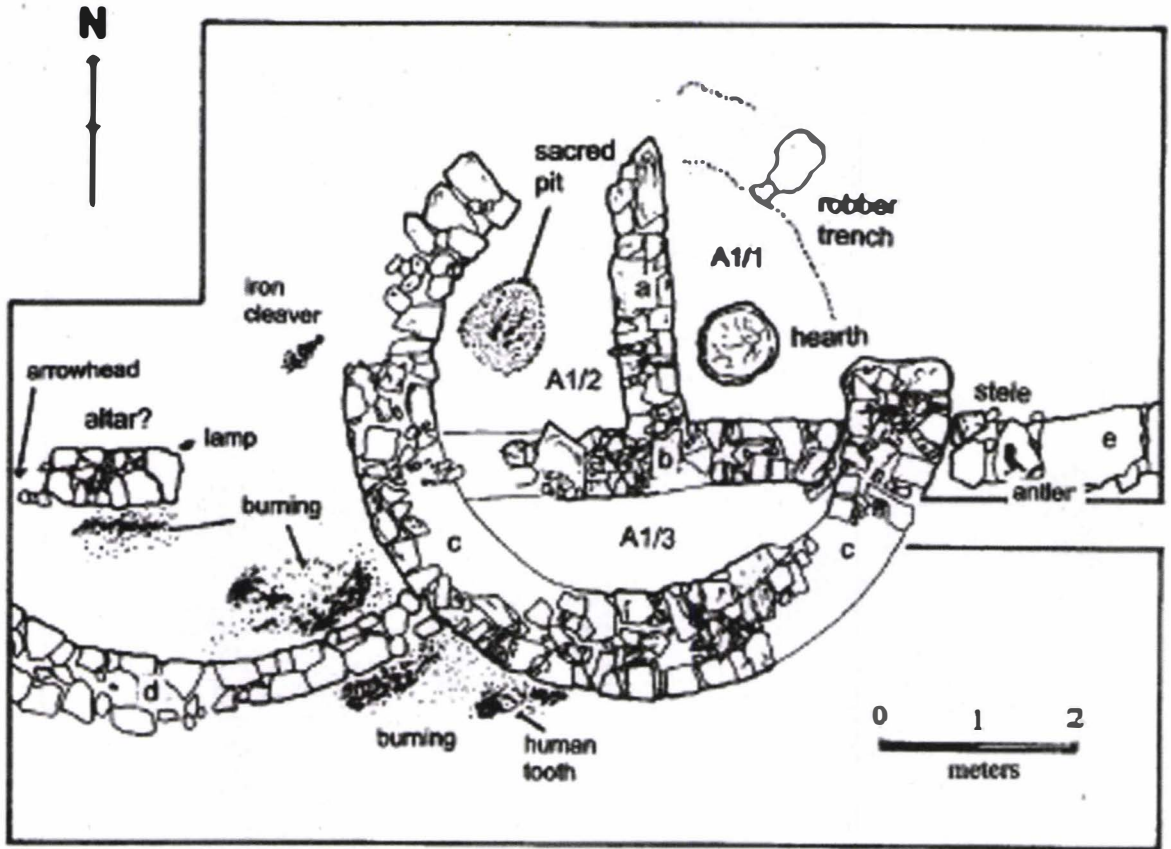 N
sacred
pit
robber
trench
A1/1
a
iron
cleaver
hearth
arrowhead
A1/2
altar?
stele
lamp
e
b
antler
burning
c
A1/3
c
d
0 1 2
meters
burning
human
tooth